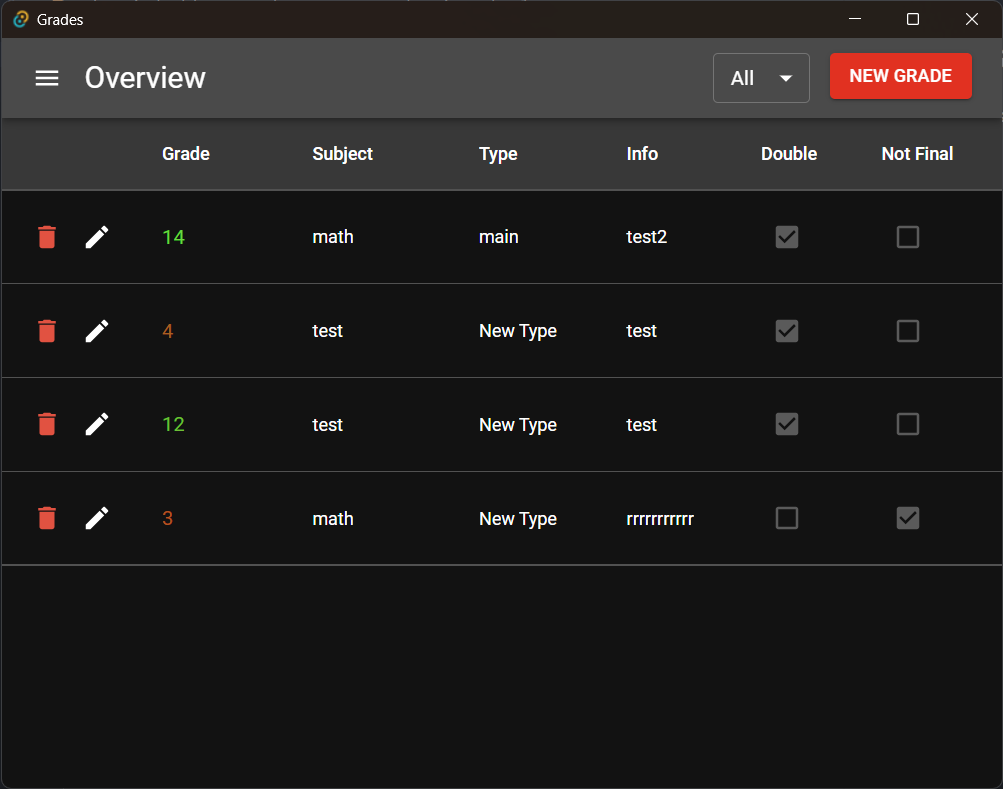 Grades
Overview All NEW GRADE
Grade Subject Type Info Double Not Final
14 math main test2
4 test New Type test
12 test New Type test
3 math New Type rrrrrrrrrrr